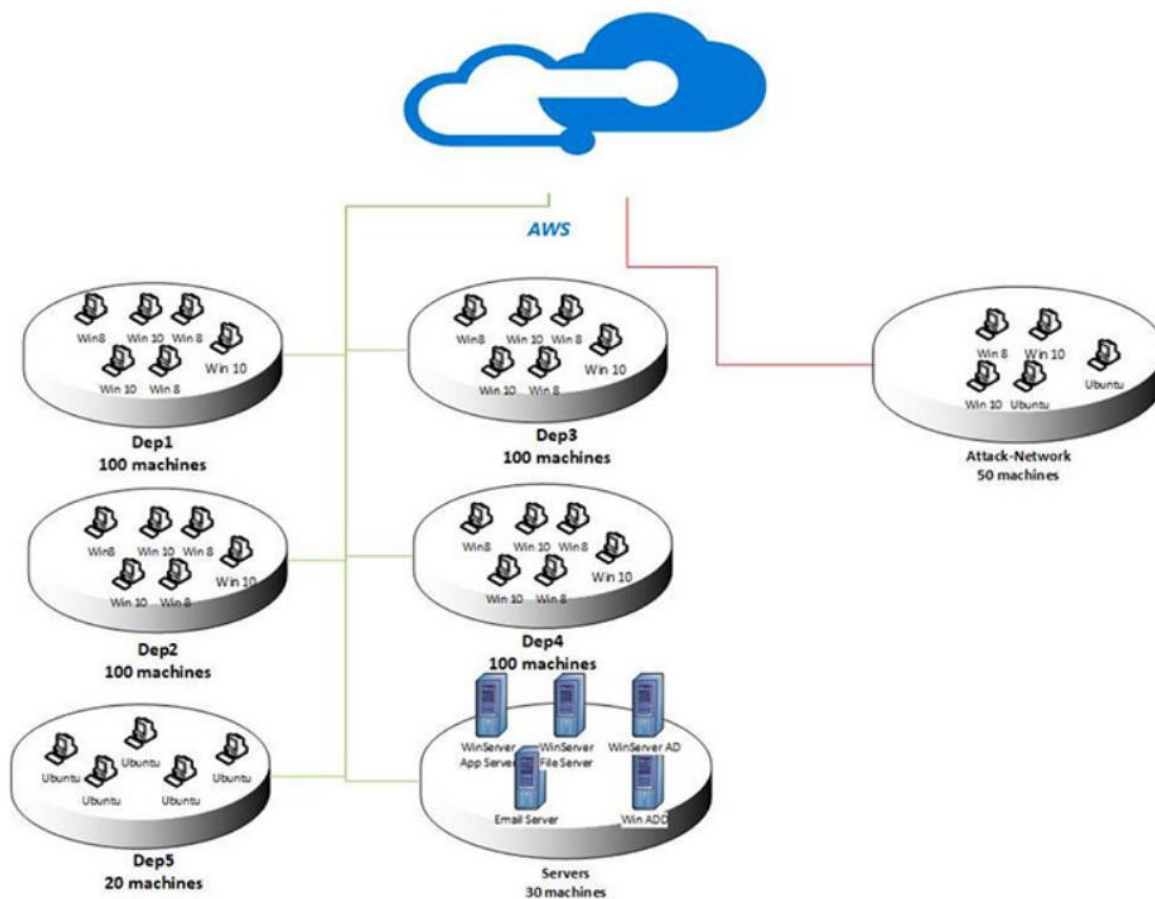 AWS
Win8
Win 10
Win 8
Win 10
Win 10
Win 8
Dep1
100 machines
Win8
Win 10
Win 8
Win 10
Win 10
Win 8
Dep3
100 machines
Win 8
Win 10
Ubuntu
Win 10
Ubuntu
Attack-Network
50 machines
Win8
Win 10
Win 8
Win 10
Win 10
Win 8
Dep2
100 machines
Win8
Win 10
Win 8
Win 10
Win 10
Win 8
Dep4
100 machines
Ubuntu
Ubuntu
Ubuntu
Ubuntu
Ubuntu
Dep5
20 machines
WinServer
App Server
WinServer
File Server
WinServer AD
Email Server
Win ADD
Servers
30 machines